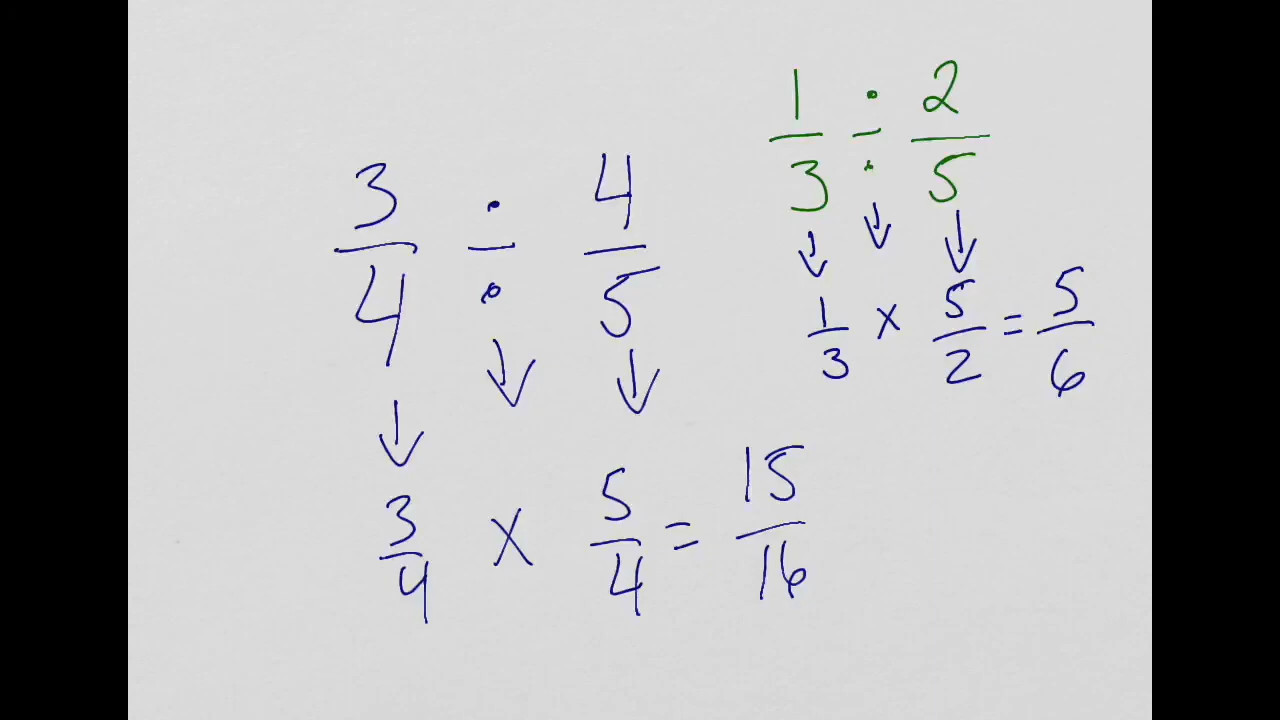 3/4 ÷ 4/5
3/4 x 5/4 = 15/16
1/3 ÷ 2/5
1/3 x 5/2 = 5/6